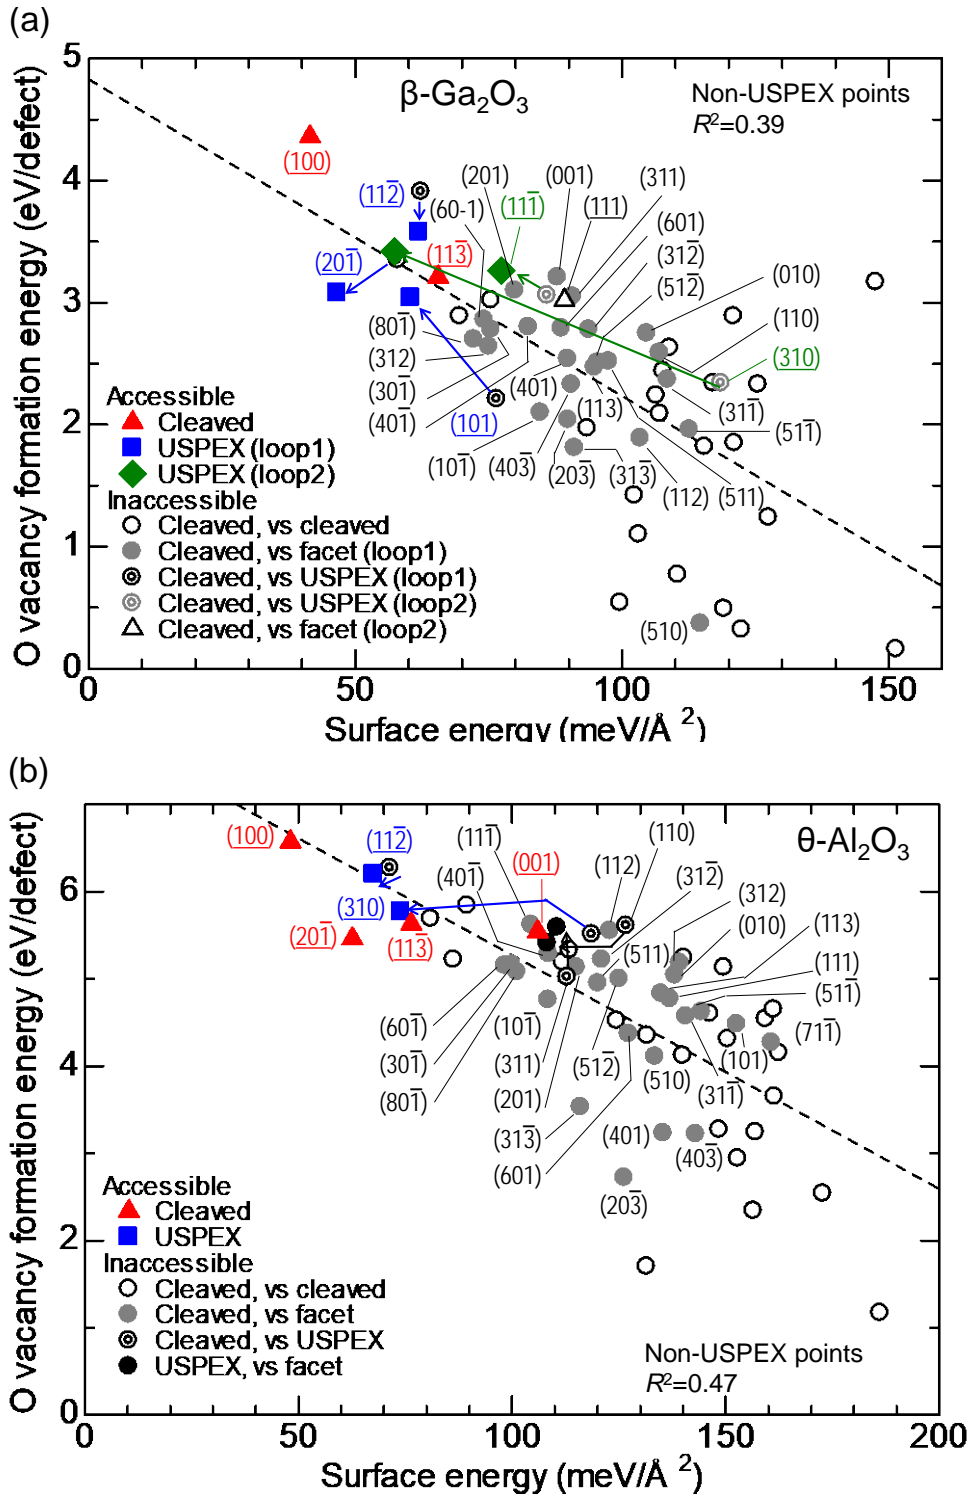 (a)
O vacancy formation energy (eV/defect)
5
4
3
2
1
0
β-Ga₂O₃
Non-USPEX points
R²=0.39
(100)
(112̅)
(201)
(111̅)
(001)
(311)
(60-1)
(111)
(601)
(201̅)
(113̅)
(312̅)
(512̅)
(010)
(110)
(801̅)
(312)
(301̅)
(401̅)
(401)
(113)
(310)
(311̅)
(101)
(511̅)
(101̅)
(403̅)
(203̅)
(313̅)
(112)
(511)
(510)
Accessible
Cleaved
USPEX (loop1)
USPEX (loop2)
Inaccessible
Cleaved, vs cleaved
Cleaved, vs facet (loop1)
Cleaved, vs USPEX (loop1)
Cleaved, vs USPEX (loop2)
Cleaved, vs facet (loop2)
0 50 100 150
Surface energy (meV/Å ²)
(b)
O vacancy formation energy (eV/defect)
6
4
2
0
θ-Al₂O₃
(100)
(112̅)
(111̅)
(001)
(110)
(401̅)
(112)
(312̅)
(312)
(310)
(010)
(201̅)
(113̅)
(113)
(511)
(111)
(511̅)
(601̅)
(101̅)
(301̅)
(311)
(512̅)
(510)
(101)
(711̅)
(801̅)
(201)
(311̅)
(313̅)
(401)
(403̅)
(601)
(203̅)
Accessible
Cleaved
USPEX
Inaccessible
Cleaved, vs cleaved
Cleaved, vs facet
Cleaved, vs USPEX
USPEX, vs facet
Non-USPEX points
R²=0.47
0 50 100 150 200
Surface energy (meV/Å ²)